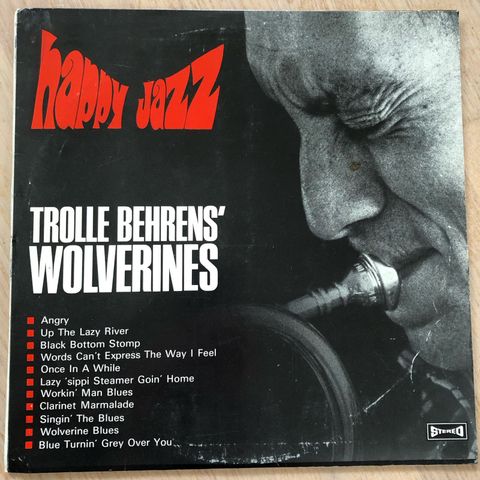 happy jazz
TROLLE BEHRENS'
WOLVERINES
Angry
Up The Lazy River
Black Bottom Stomp
Words Can't Express The Way I Feel
Once In A While
Lazy 'sippi Steamer Goin' Home
Workin' Man Blues
Clarinet Marmalade
Singin' The Blues
Wolverine Blues
Blue Turnin' Grey Over You
STEREO